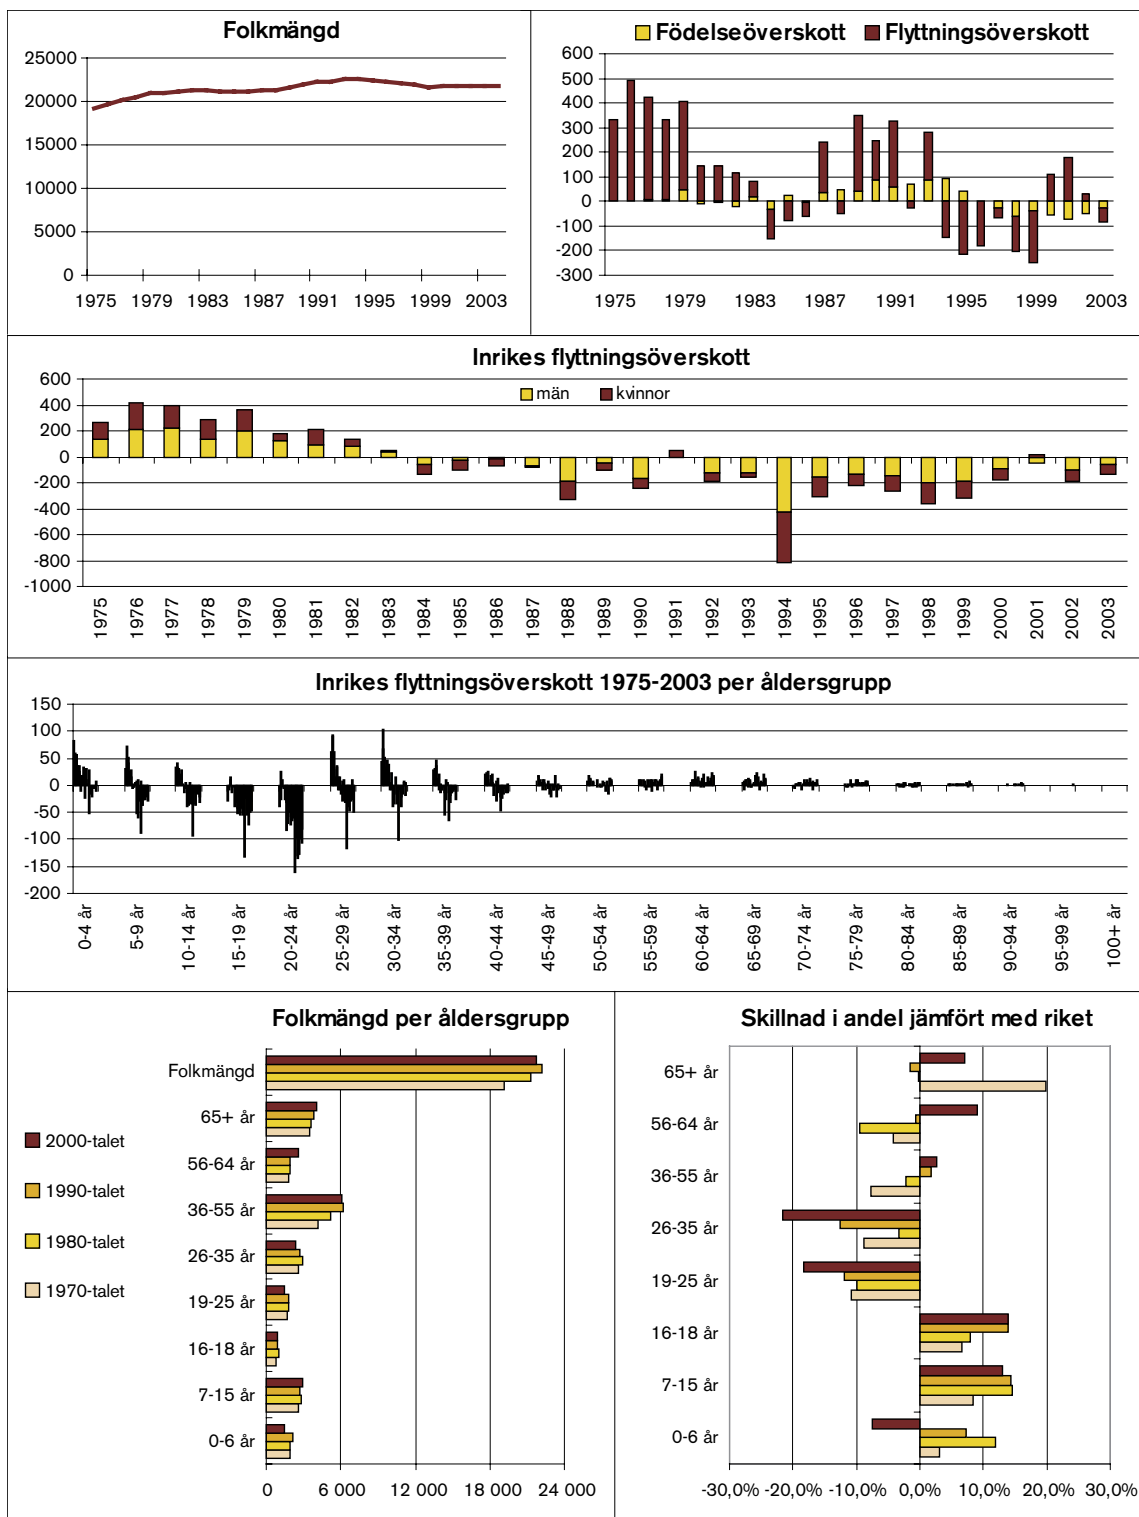 Folkmängd
25000
20000
15000
10000
5000
0
1975 1979 1983 1987 1991 1995 1999 2003
Födelseöverskott Flyttningsöverskott
600
500
400
300
200
100
0
-100
-200
-300
1975 1979 1983 1987 1991 1995 1999 2003
Inrikes flyttningsöverskott
män kvinnor
600
400
200
0
-200
-400
-600
-800
-1000
1975 1976 1977 1978 1979 1980 1981 1982 1983 1984 1985 1986 1987 1988 1989 1990 1991 1992 1993 1994 1995 1996 1997 1998 1999 2000 2001 2002 2003
Inrikes flyttningsöverskott 1975-2003 per åldersgrupp
150
100
50
0
-50
-100
-150
-200
0-4 år 5-9 år 10-14 år 15-19 år 20-24 år 25-29 år 30-34 år 35-39 år 40-44 år 45-49 år 50-54 år 55-59 år 60-64 år 65-69 år 70-74 år 75-79 år 80-84 år 85-89 år 90-94 år 95-99 år 100+ år
Folkmängd per åldersgrupp
2000-talet
1990-talet
1980-talet
1970-talet
Folkmängd
65+ år
56-64 år
36-55 år
26-35 år
19-25 år
16-18 år
7-15 år
0-6 år
0 6 000 12 000 18 000 24 000
Skillnad i andel jämfört med riket
65+ år
56-64 år
36-55 år
26-35 år
19-25 år
16-18 år
7-15 år
0-6 år
-30,0% -20,0% -10,0% 0,0% 10,0% 20,0% 30,0%